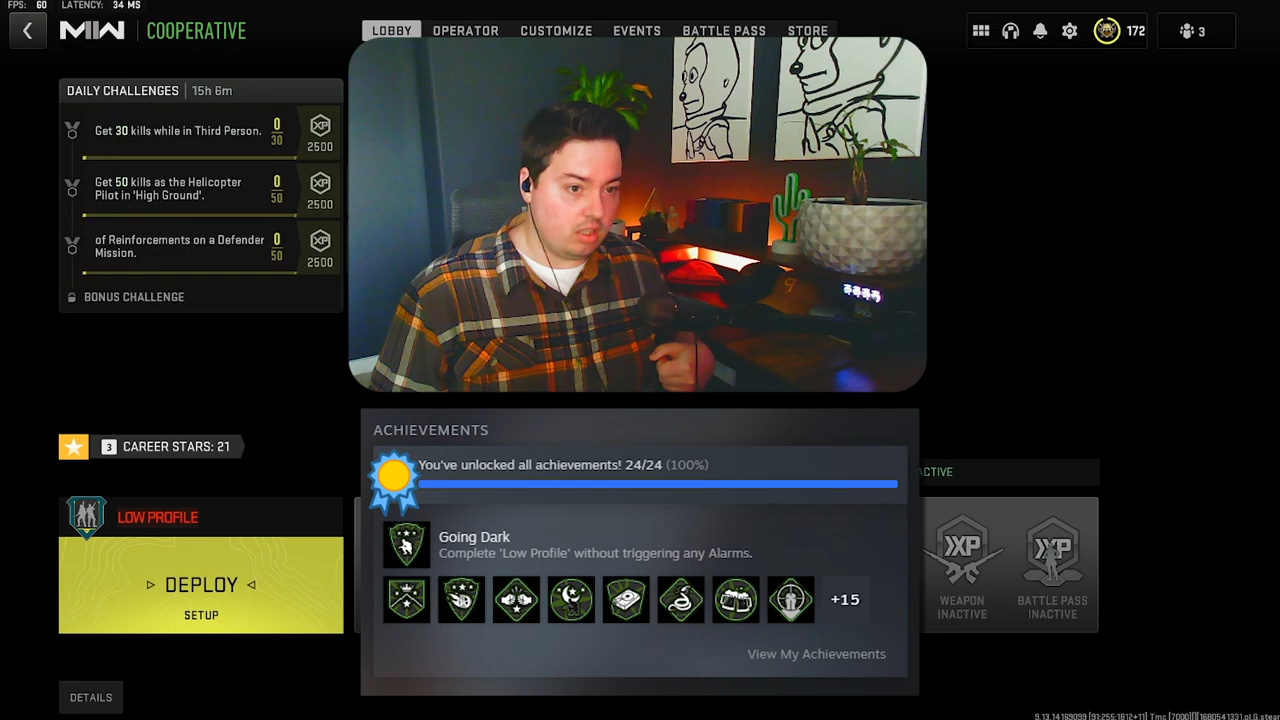 FPS: 60 LATENCY: 34 MS
MW COOPERATIVE
LOBBY OPERATOR CUSTOMIZE EVENTS BATTLE PASS STORE
172
3
DAILY CHALLENGES 15h 6m
Get 30 kills while in Third Person.
0
30
2500
XP
Get 50 kills as the Helicopter
Pilot in 'High Ground'.
0
50
XP
2500
of Reinforcements on a Defender
Mission.
0
50
XP
2500
BONUS CHALLENGE
3 CAREER STARS: 21
LOW PROFILE
DEPLOY
SETUP
DETAILS
ACHIEVEMENTS
You've unlocked all achievements! 24/24 (100%)
Going Dark
Complete 'Low Profile' without triggering any Alarms.
+15
View My Achievements
ACTIVE
XP
WEAPON
INACTIVE
XP
BATTLE PASS
INACTIVE